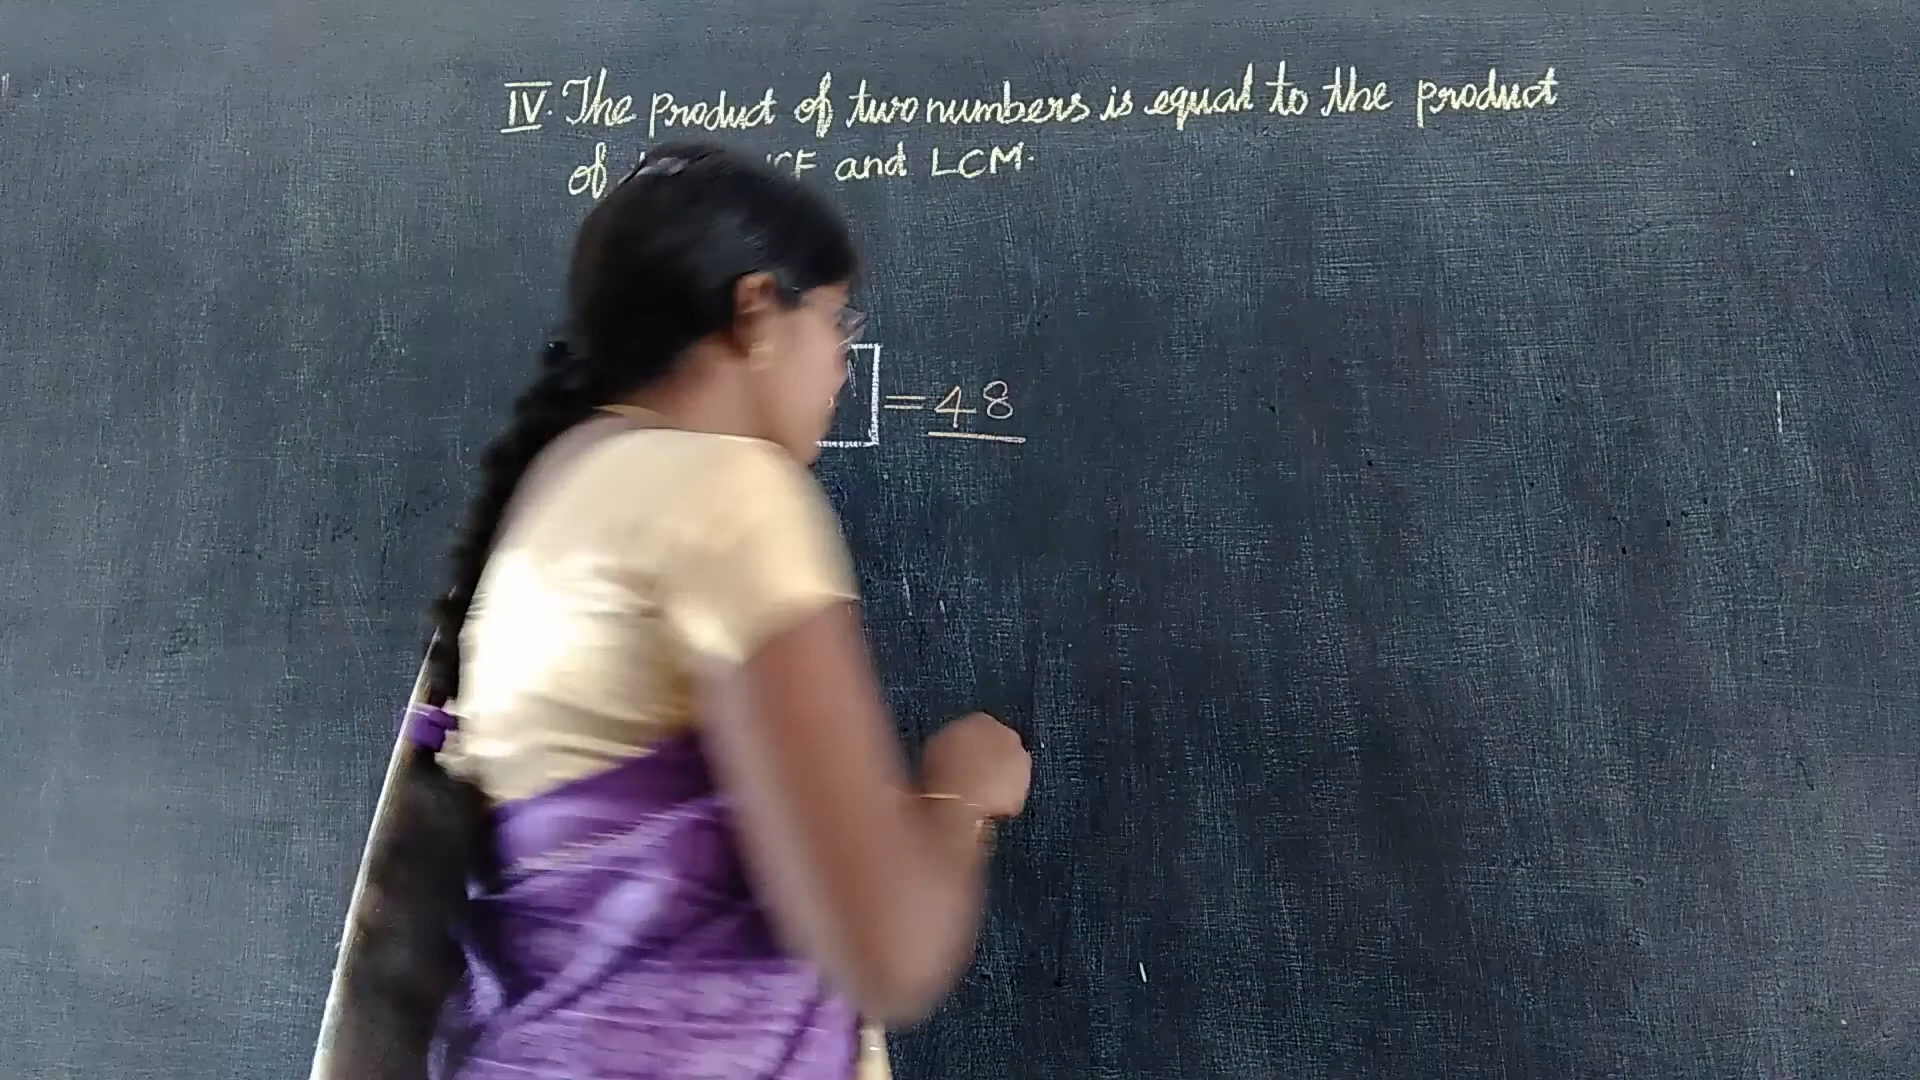 IV. The product of two numbers is equal to the product
of and LCM.
= 48